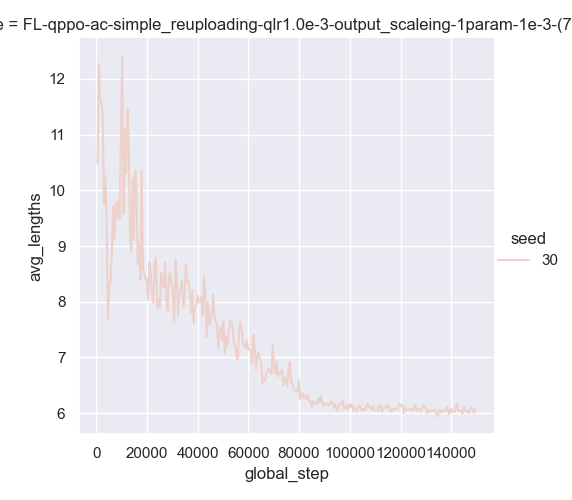 e = FL-qppo-ac-simple_reuploading-qlr1.0e-3-output_scaleing-1param-1e-3-(7
12
11
10
9
8
7
6
avg_lengths
0 20000 40000 60000 80000 100000 120000 140000
global_step
seed
30